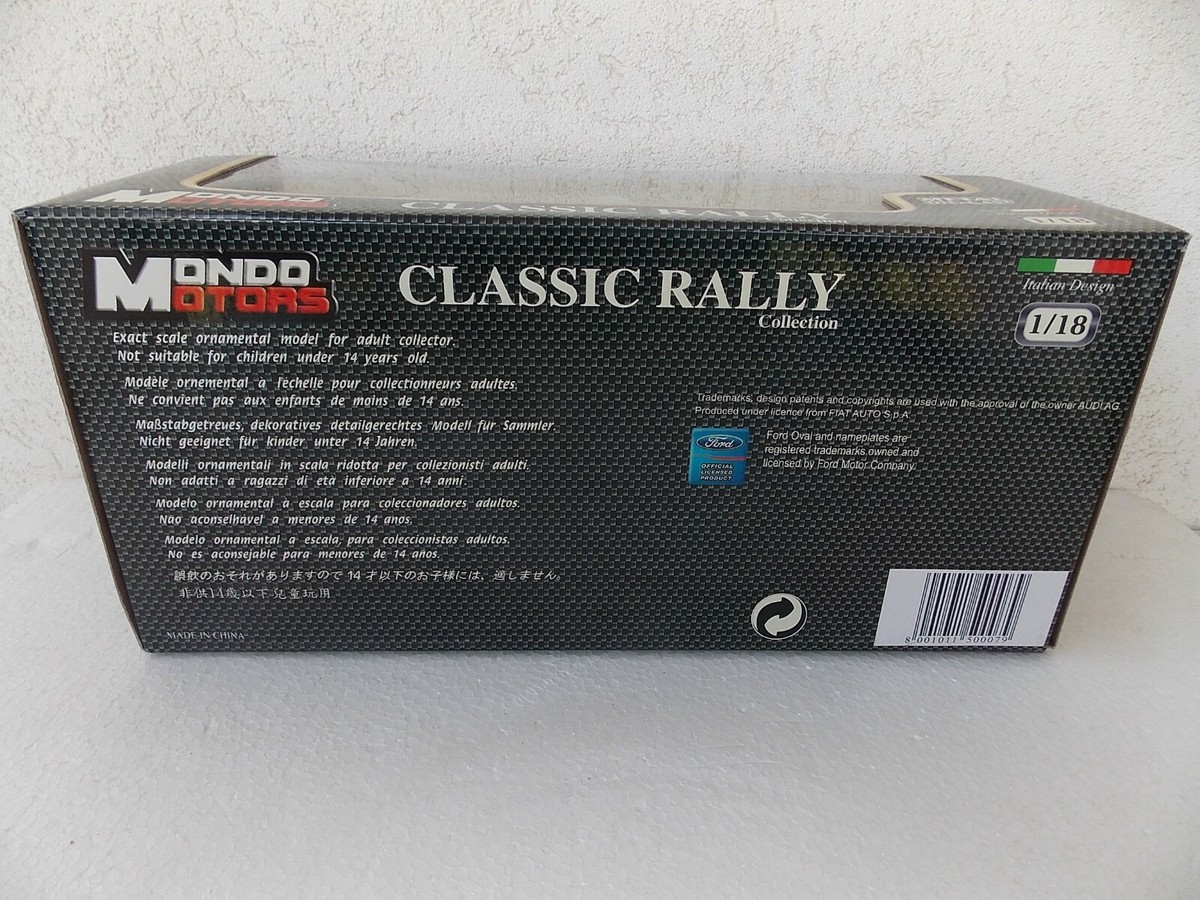 MONDO
MOTORS
CLASSIC RALLY
Collection
Italian Design
1/18
Exact scale ornamental model for adult collector.
Not suitable for children under 14 years old.
Modèle ornemental à l'echelle pour collectionneurs adultes.
Ne convient pas aux enfants de moins de 14 ans.
Maßstabgetreues, dekoratives detailgerechtes Modell für Sammler.
Nicht geeignet für kinder unter 14 Jahren.
Modelli ornamentali in scala ridotta per collezionisti adulti.
Non adatti a ragazzi di età inferiore a 14 anni.
Modelo ornamental à escala para coleccionadores adultos.
Não aconselhável a menores de 14 anos.
Modelo ornamental a escala, para coleccionistas adultos.
No es aconsejable para menores de 14 años.
誤飲のおそれがありますので 14 才以下のお子様には、適しません。
非供14歳以下兒童玩用
MADE IN CHINA
Trademarks, design patents and copyrights are used with the approval of the owner AUDI AG.
Produced under licence from FIAT AUTO S.p.A.
Ford
OFFICIAL
LICENSED
PRODUCT
Ford Oval and nameplates are
registered trademarks owned and
licensed by Ford Motor Company.
8 001011 500079